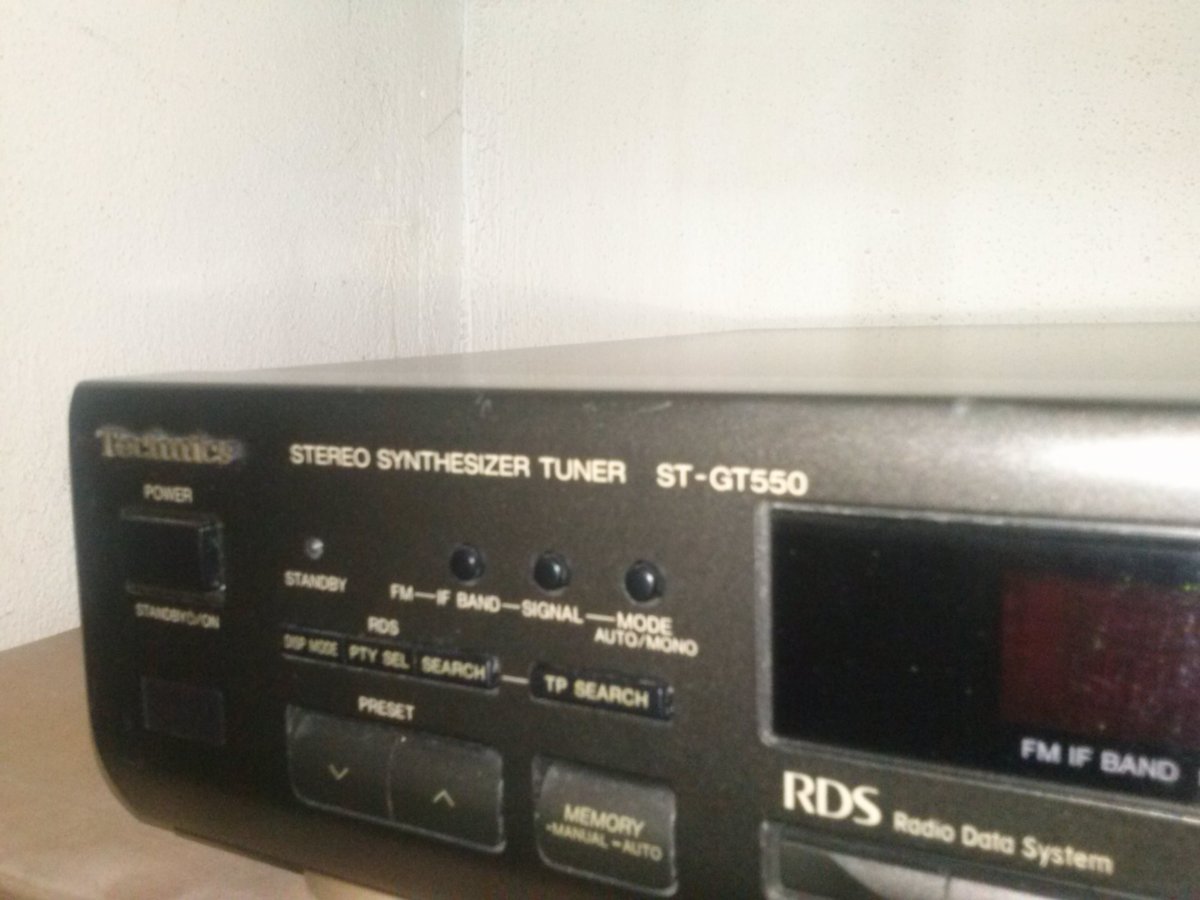 Technics
STEREO SYNTHESIZER TUNER ST-GT550
POWER
STANDBY
STANDBY⏻/ON
FM—IF BAND—SIGNAL—MODE
AUTO/MONO
RDS
DISP MODE PTY SEL SEARCH — TP SEARCH
PRESET
MEMORY
-MANUAL -AUTO
FM IF BAND
RDS Radio Data System